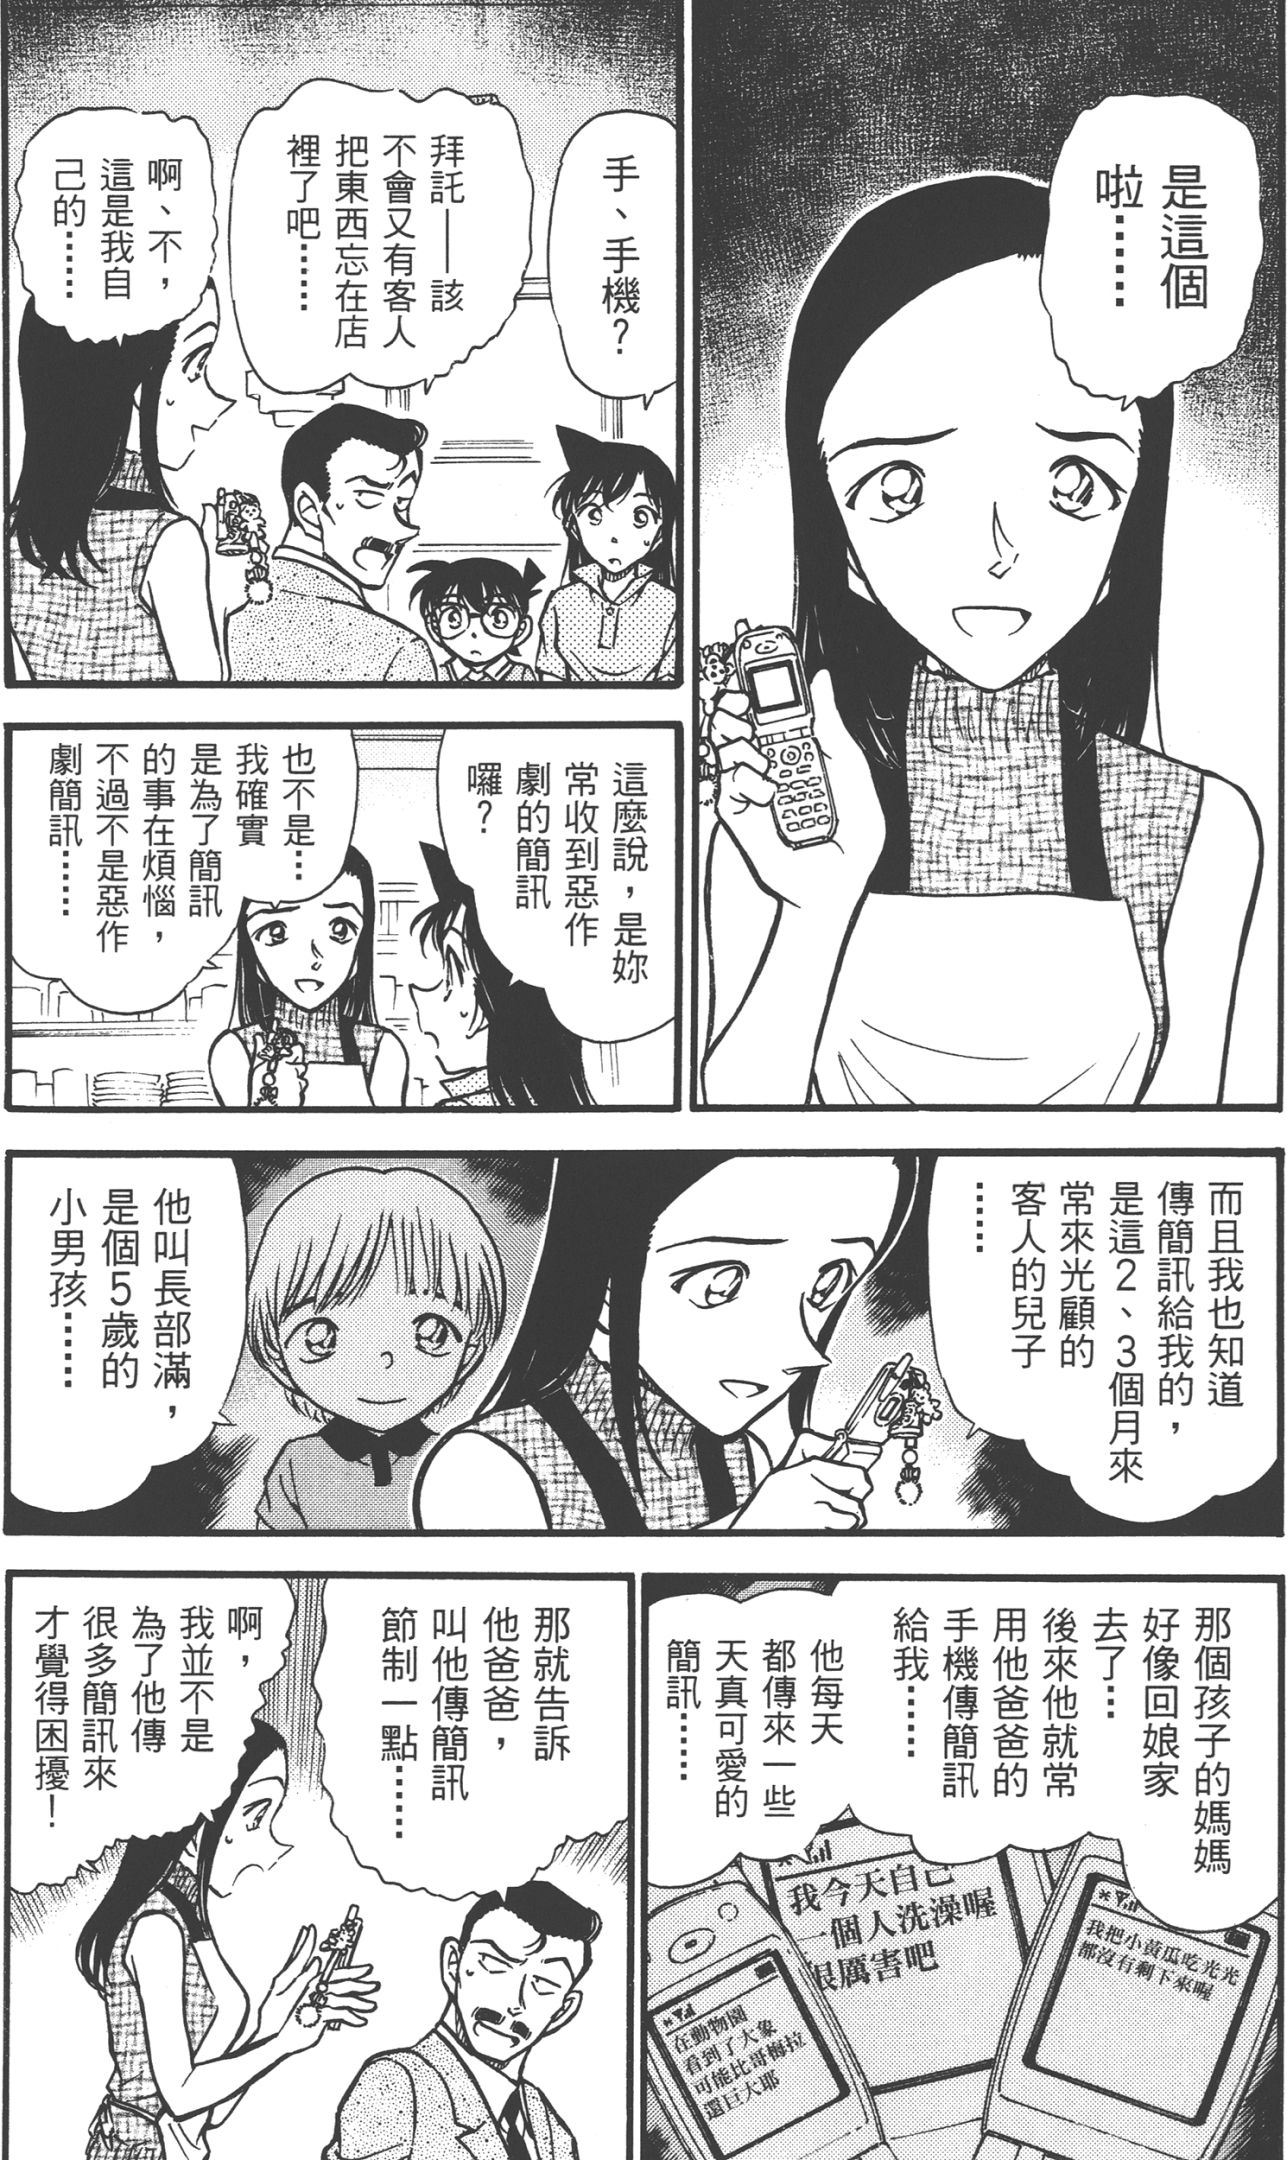 是這個
啦……
手、手機？
拜託──該
不會又有客人
把東西忘在店
裡了吧……
啊、不，
這是我自
己的……
這麼說，是妳
常收到惡作
劇的簡訊
囉？
也不是…
我確實
是為了簡訊
的事在煩惱，
不過不是惡作
劇簡訊……
而且我也知道
傳簡訊給我的，
是這2、3個月來
常來光顧的
客人的兒子
……
他叫長部滿，
是個5歲的
小男孩……
那個孩子的媽媽
好像回娘家
去了…
後來他就常
用他爸爸的
手機傳簡訊
給我……
他每天
都傳來一些
天真可愛的
簡訊……
我把小黃瓜吃光光
都沒有剩下來喔
我今天自己
一個人洗澡喔
很厲害吧
在動物園
看到了大象
可能比哥梅拉
還巨大耶
那就告訴
他爸爸，
叫他傳簡訊
節制一點……
啊，
我並不是
為了他傳
很多簡訊來
才覺得困擾！